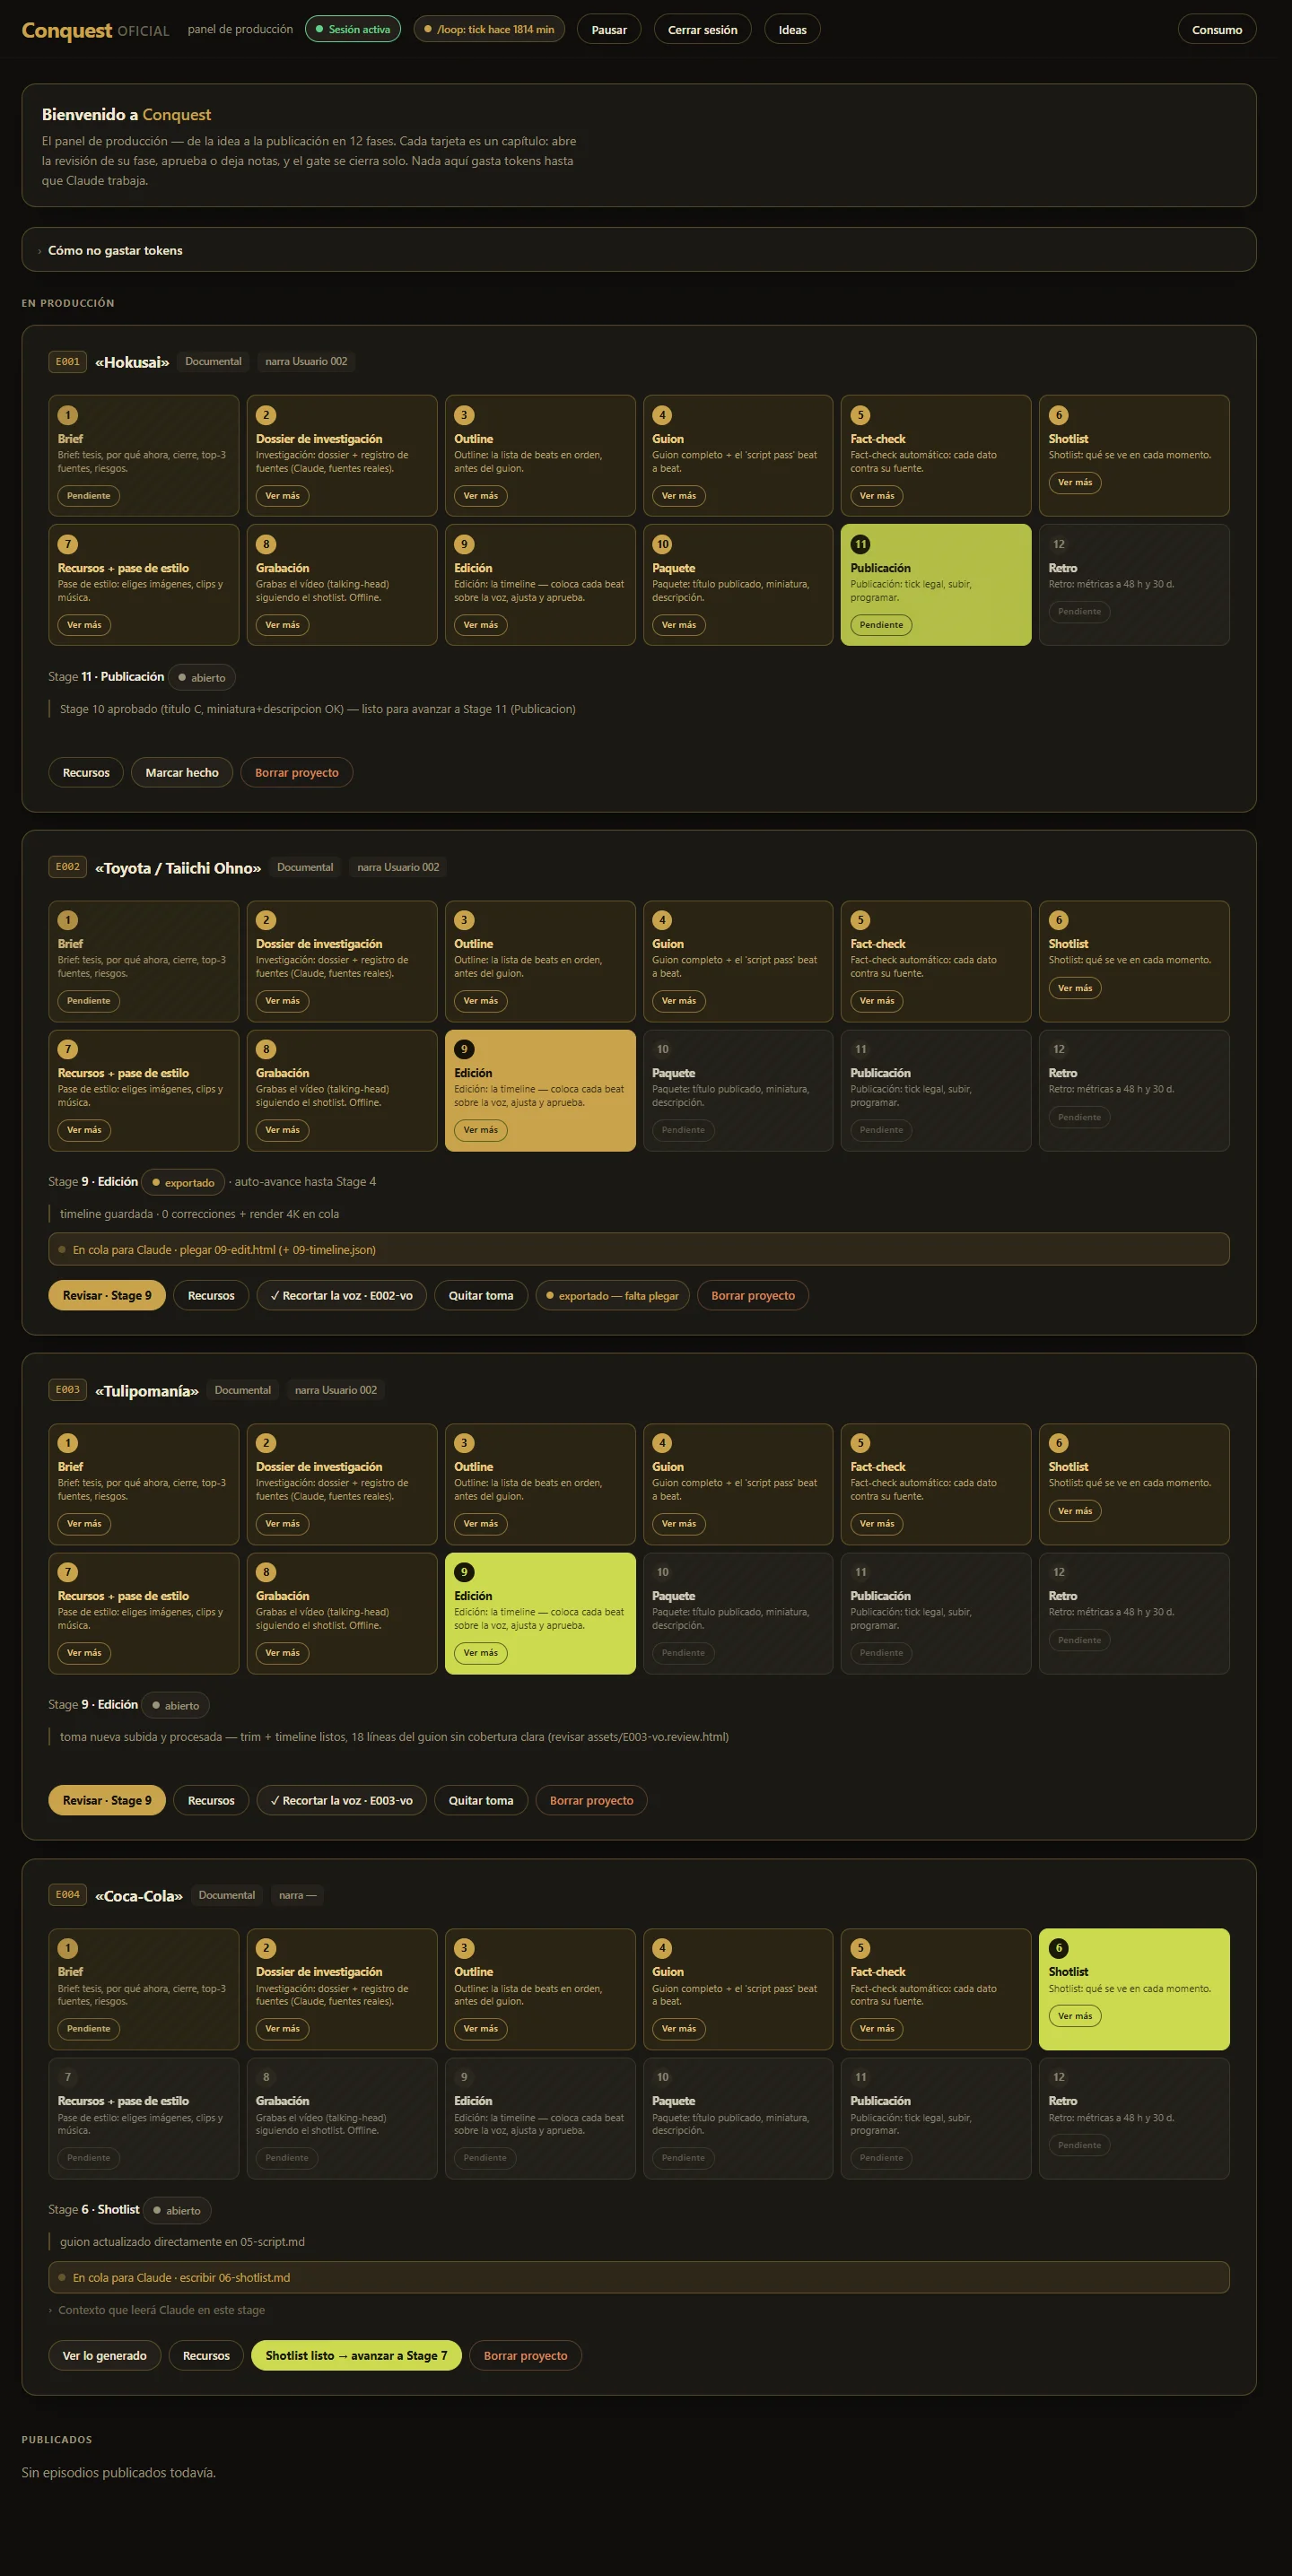 Conquest OFICIAL panel de producción Sesión activa /loop: tick hace 1814 min Pausar Cerrar sesión Ideas Consumo
Bienvenido a Conquest
El panel de producción — de la idea a la publicación en 12 fases. Cada tarjeta es un capítulo: abre
la revisión de su fase, aprueba o deja notas, y el gate se cierra solo. Nada aquí gasta tokens hasta
que Claude trabaja.
› Cómo no gastar tokens
EN PRODUCCIÓN
E001 «Hokusai» Documental narra Usuario 002
1
Brief
Brief: tesis, por qué ahora, cierre, top-3
fuentes, riesgos.
Pendiente
2
Dossier de investigación
Investigación: dossier + registro de
fuentes (Claude, fuentes reales).
Ver más
3
Outline
Outline: la lista de beats en orden,
antes del guion.
Ver más
4
Guion
Guion completo + el 'script pass' beat
a beat.
Ver más
5
Fact-check
Fact-check automático: cada dato
contra su fuente.
Ver más
6
Shotlist
Shotlist: qué se ve en cada momento.
Ver más
7
Recursos + pase de estilo
Pase de estilo: eliges imágenes, clips y
música.
Ver más
8
Grabación
Grabas el vídeo (talking-head)
siguiendo el shotlist. Offline.
Ver más
9
Edición
Edición: la timeline — coloca cada beat
sobre la voz, ajusta y aprueba.
Ver más
10
Paquete
Paquete: título publicado, miniatura,
descripción.
Ver más
11
Publicación
Publicación: tick legal, subir,
programar.
Pendiente
12
Retro
Retro: métricas a 48 h y 30 d.
Pendiente
Stage 11 · Publicación abierto
Stage 10 aprobado (titulo C, miniatura+descripcion OK) — listo para avanzar a Stage 11 (Publicacion)
Recursos Marcar hecho Borrar proyecto
E002 «Toyota / Taiichi Ohno» Documental narra Usuario 002
1
Brief
Brief: tesis, por qué ahora, cierre, top-3
fuentes, riesgos.
Pendiente
2
Dossier de investigación
Investigación: dossier + registro de
fuentes (Claude, fuentes reales).
Ver más
3
Outline
Outline: la lista de beats en orden,
antes del guion.
Ver más
4
Guion
Guion completo + el 'script pass' beat
a beat.
Ver más
5
Fact-check
Fact-check automático: cada dato
contra su fuente.
Ver más
6
Shotlist
Shotlist: qué se ve en cada momento.
Ver más
7
Recursos + pase de estilo
Pase de estilo: eliges imágenes, clips y
música.
Ver más
8
Grabación
Grabas el vídeo (talking-head)
siguiendo el shotlist. Offline.
Ver más
9
Edición
Edición: la timeline — coloca cada beat
sobre la voz, ajusta y aprueba.
Ver más
10
Paquete
Paquete: título publicado, miniatura,
descripción.
Pendiente
11
Publicación
Publicación: tick legal, subir,
programar.
Pendiente
12
Retro
Retro: métricas a 48 h y 30 d.
Pendiente
Stage 9 · Edición exportado · auto-avance hasta Stage 4
timeline guardada · 0 correcciones + render 4K en cola
En cola para Claude · plegar 09-edit.html (+ 09-timeline.json)
Revisar · Stage 9 Recursos ✓ Recortar la voz · E002-vo Quitar toma exportado — falta plegar Borrar proyecto
E003 «Tulipomanía» Documental narra Usuario 002
1
Brief
Brief: tesis, por qué ahora, cierre, top-3
fuentes, riesgos.
Ver más
2
Dossier de investigación
Investigación: dossier + registro de
fuentes (Claude, fuentes reales).
Ver más
3
Outline
Outline: la lista de beats en orden,
antes del guion.
Ver más
4
Guion
Guion completo + el 'script pass' beat
a beat.
Ver más
5
Fact-check
Fact-check automático: cada dato
contra su fuente.
Ver más
6
Shotlist
Shotlist: qué se ve en cada momento.
Ver más
7
Recursos + pase de estilo
Pase de estilo: eliges imágenes, clips y
música.
Ver más
8
Grabación
Grabas el vídeo (talking-head)
siguiendo el shotlist. Offline.
Ver más
9
Edición
Edición: la timeline — coloca cada beat
sobre la voz, ajusta y aprueba.
Ver más
10
Paquete
Paquete: título publicado, miniatura,
descripción.
Pendiente
11
Publicación
Publicación: tick legal, subir,
programar.
Pendiente
12
Retro
Retro: métricas a 48 h y 30 d.
Pendiente
Stage 9 · Edición abierto
toma nueva subida y procesada — trim + timeline listos, 18 líneas del guion sin cobertura clara (revisar assets/E003-vo.review.html)
Revisar · Stage 9 Recursos ✓ Recortar la voz · E003-vo Quitar toma Borrar proyecto
E004 «Coca-Cola» Documental narra —
1
Brief
Brief: tesis, por qué ahora, cierre, top-3
fuentes, riesgos.
Pendiente
2
Dossier de investigación
Investigación: dossier + registro de
fuentes (Claude, fuentes reales).
Ver más
3
Outline
Outline: la lista de beats en orden,
antes del guion.
Ver más
4
Guion
Guion completo + el 'script pass' beat
a beat.
Ver más
5
Fact-check
Fact-check automático: cada dato
contra su fuente.
Ver más
6
Shotlist
Shotlist: qué se ve en cada momento.
Ver más
7
Recursos + pase de estilo
Pase de estilo: eliges imágenes, clips y
música.
Pendiente
8
Grabación
Grabas el vídeo (talking-head)
siguiendo el shotlist. Offline.
Pendiente
9
Edición
Edición: la timeline — coloca cada beat
sobre la voz, ajusta y aprueba.
Pendiente
10
Paquete
Paquete: título publicado, miniatura,
descripción.
Pendiente
11
Publicación
Publicación: tick legal, subir,
programar.
Pendiente
12
Retro
Retro: métricas a 48 h y 30 d.
Pendiente
Stage 6 · Shotlist abierto
guion actualizado directamente en 05-script.md
En cola para Claude · escribir 06-shotlist.md
› Contexto que leerá Claude en este stage
Ver lo generado Recursos Shotlist listo → avanzar a Stage 7 Borrar proyecto
PUBLICADOS
Sin episodios publicados todavía.